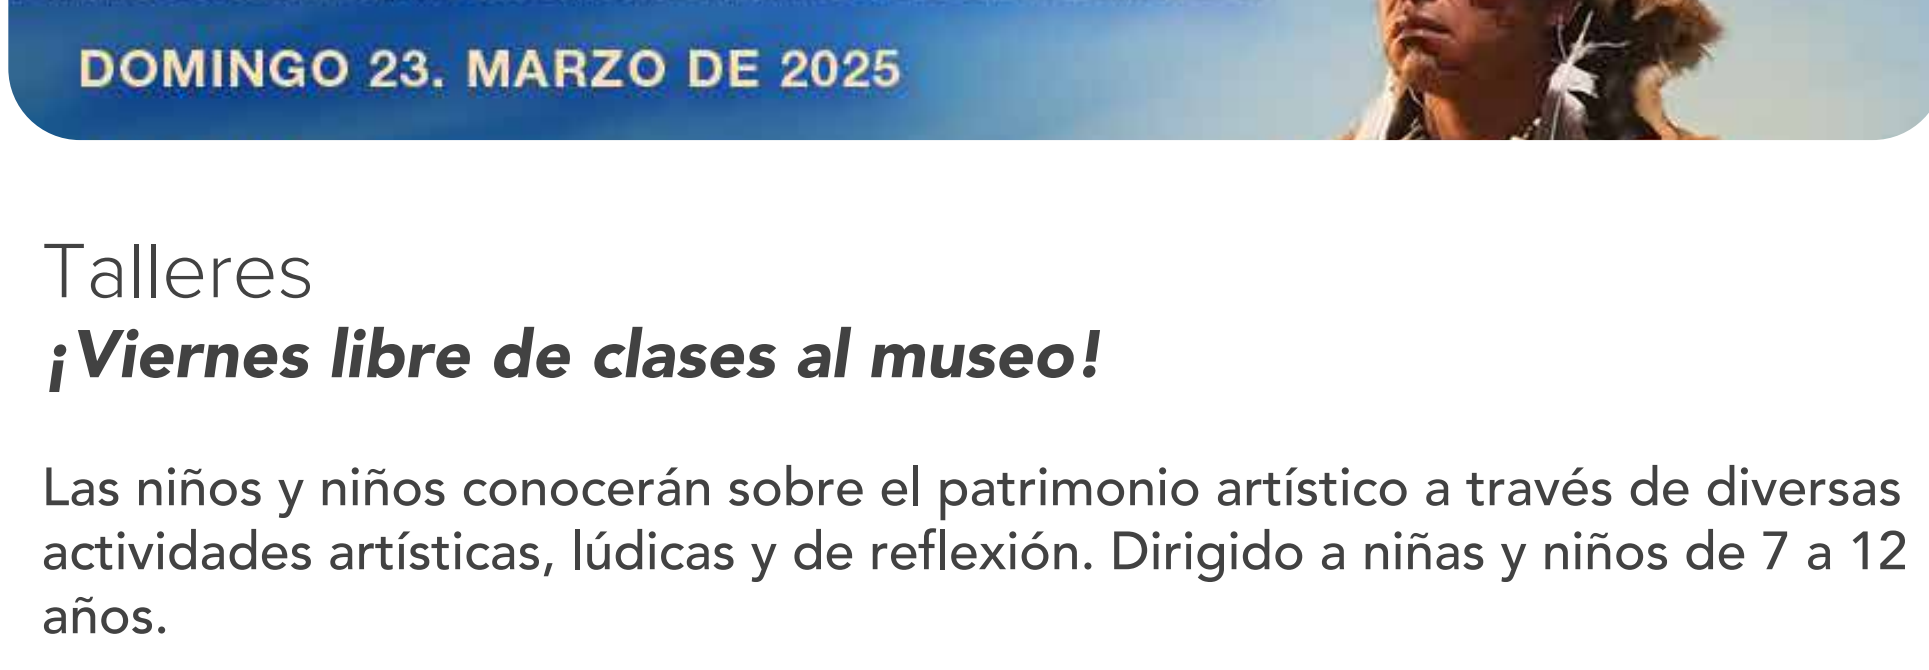 DOMINGO 23. MARZO DE 2025
Talleres
¡Viernes libre de clases al museo!
Las niños y niños conocerán sobre el patrimonio artístico a través de diversas
actividades artísticas, lúdicas y de reflexión. Dirigido a niñas y niños de 7 a 12
años.